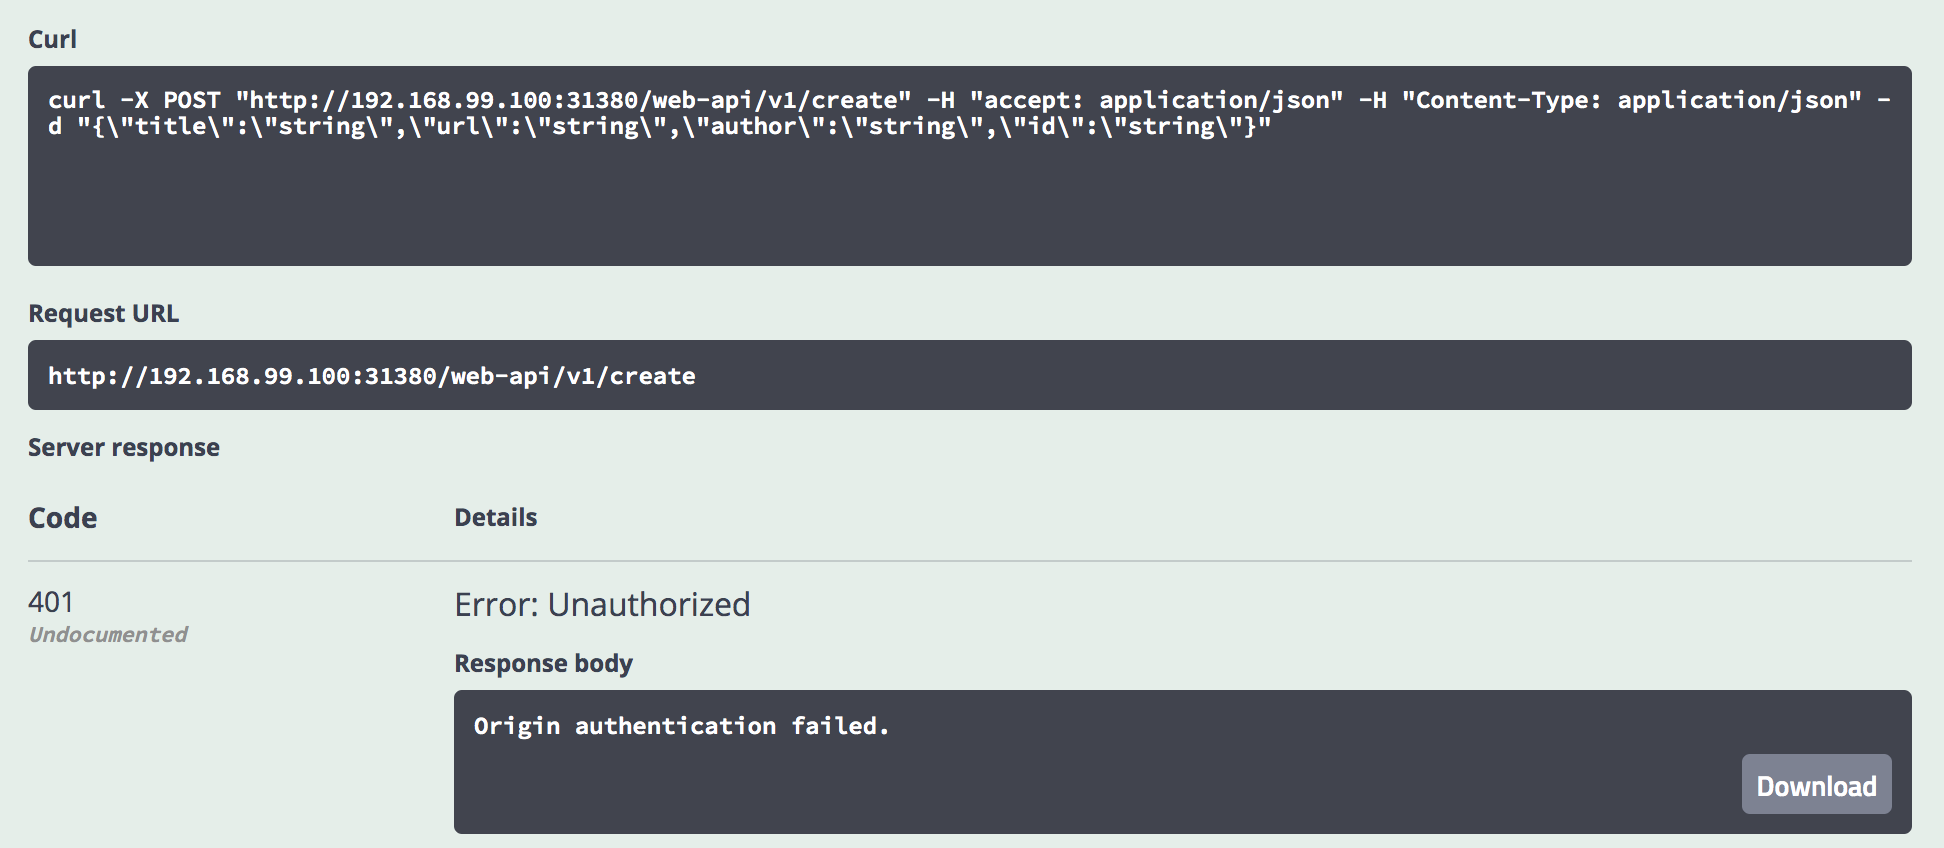 Curl
curl -X POST "http://192.168.99.100:31380/web-api/v1/create" -H "accept: application/json" -H "Content-Type: application/json" -
d "{\"title\":\"string\",\"url\":\"string\",\"author\":\"string\",\"id\":\"string\"}"
Request URL
http://192.168.99.100:31380/web-api/v1/create
Server response
Code Details
401 Error: Unauthorized
Undocumented
Response body
Origin authentication failed.
Download